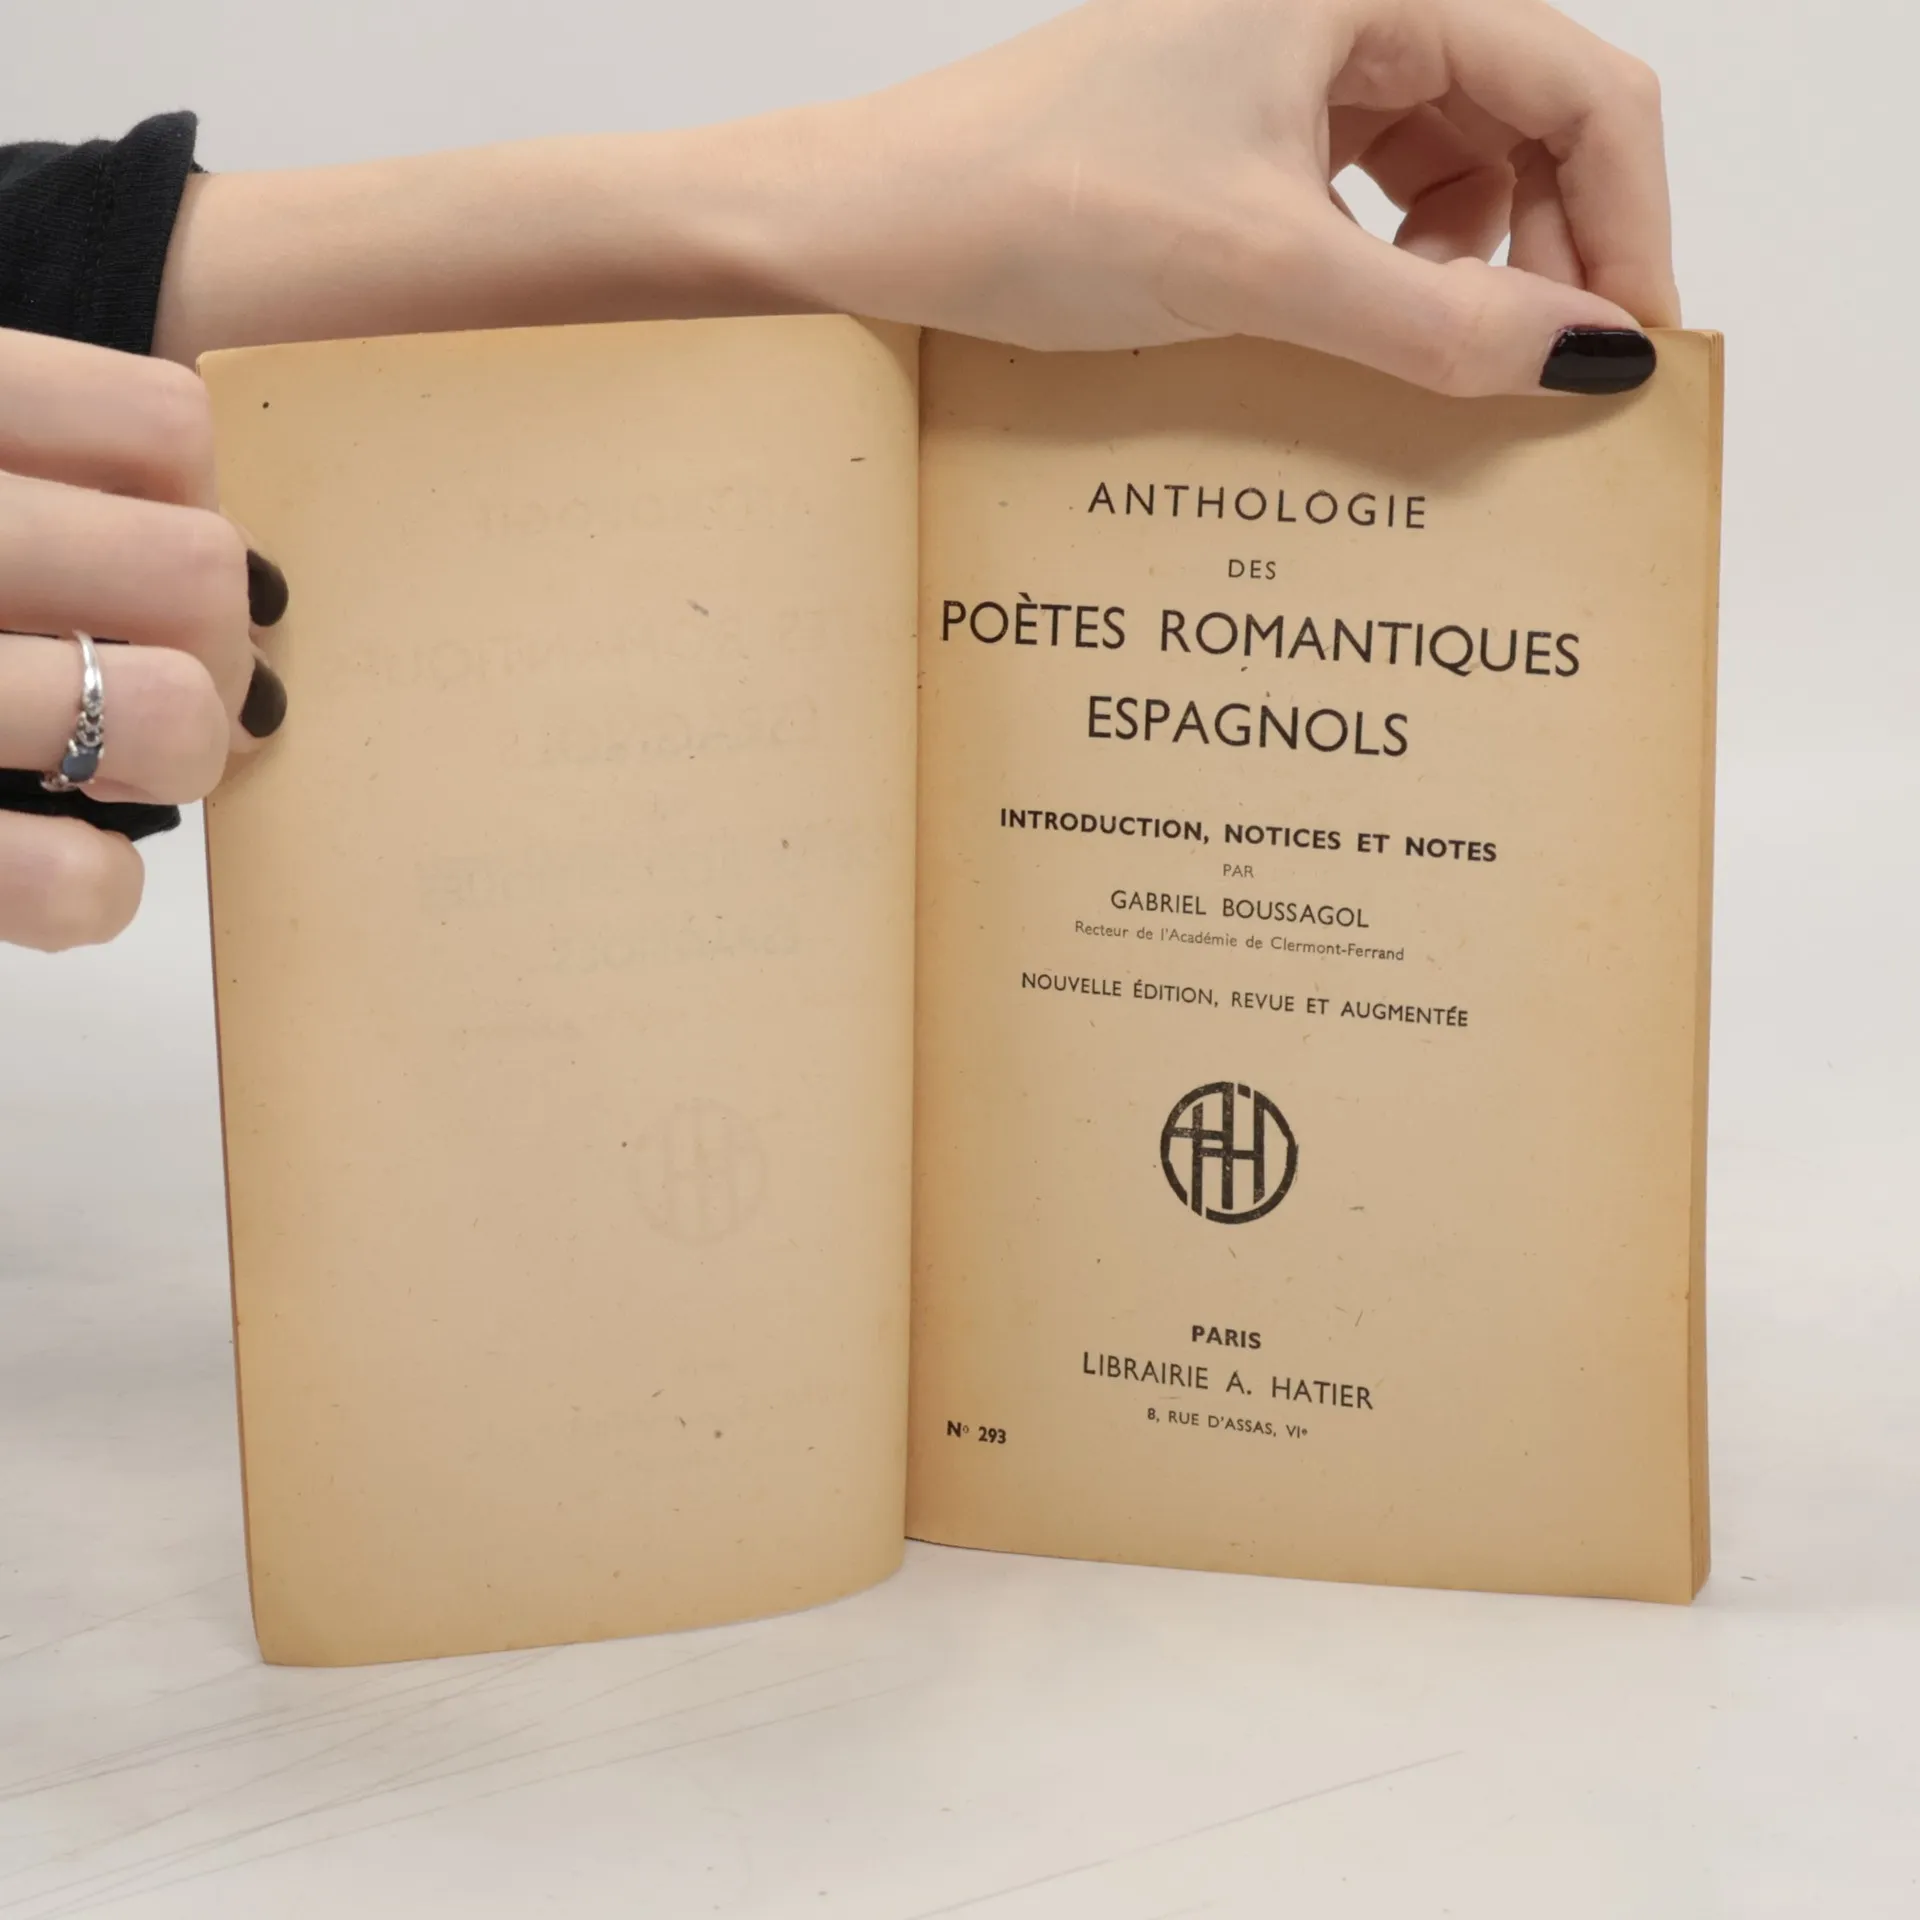 ANTHOLOGIE
DES
POÈTES ROMANTIQUES
ESPAGNOLS
INTRODUCTION, NOTICES ET NOTES
PAR
GABRIEL BOUSSAGOL
Recteur de l'Académie de Clermont-Ferrand
NOUVELLE ÉDITION, REVUE ET AUGMENTÉE
PARIS
LIBRAIRIE A. HATIER
8, RUE D'ASSAS, VIᵉ
Nº 293